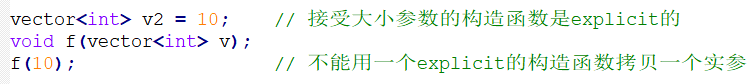 vector<int> v2 = 10;    // 接受大小参数的构造函数是explicit的
void f(vector<int> v);
f(10);                  // 不能用一个explicit的构造函数拷贝一个实参